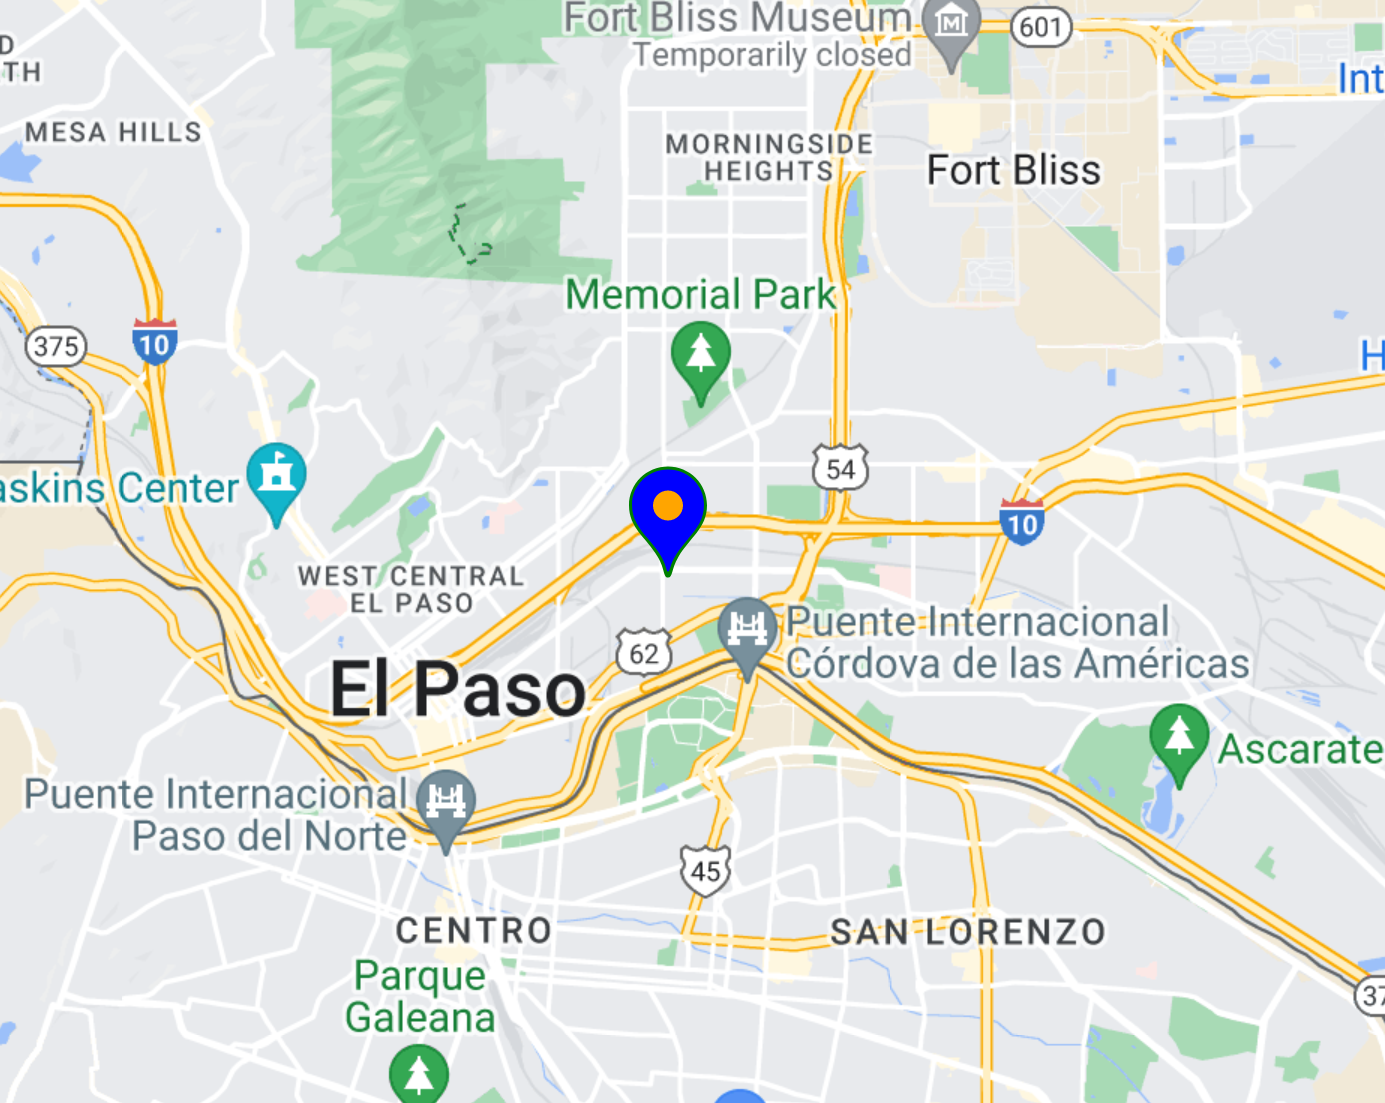 Fort Bliss Museum
Temporarily closed
601
D
TH
Int
MESA HILLS
MORNINGSIDE
HEIGHTS
Fort Bliss
Memorial Park
375
10
H
54
askins Center
10
WEST CENTRAL
EL PASO
62
Puente Internacional
Córdova de las Américas
El Paso
Ascarate
Puente Internacional
Paso del Norte
45
CENTRO
SAN LORENZO
Parque
Galeana
37